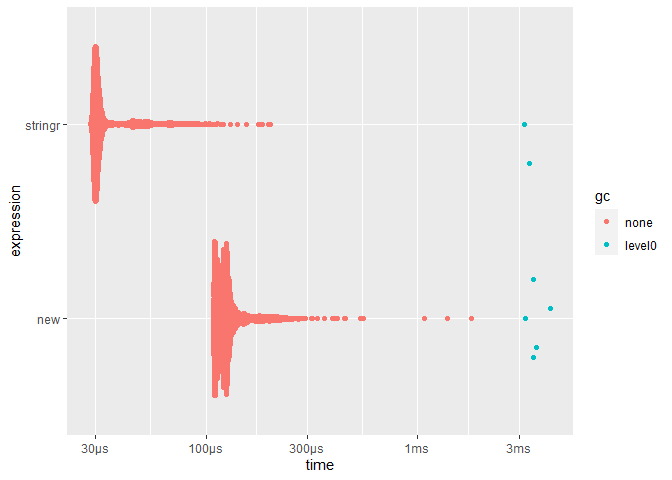 expression
stringr
new
30µs
100µs
300µs
1ms
3ms
time
gc
none
level0